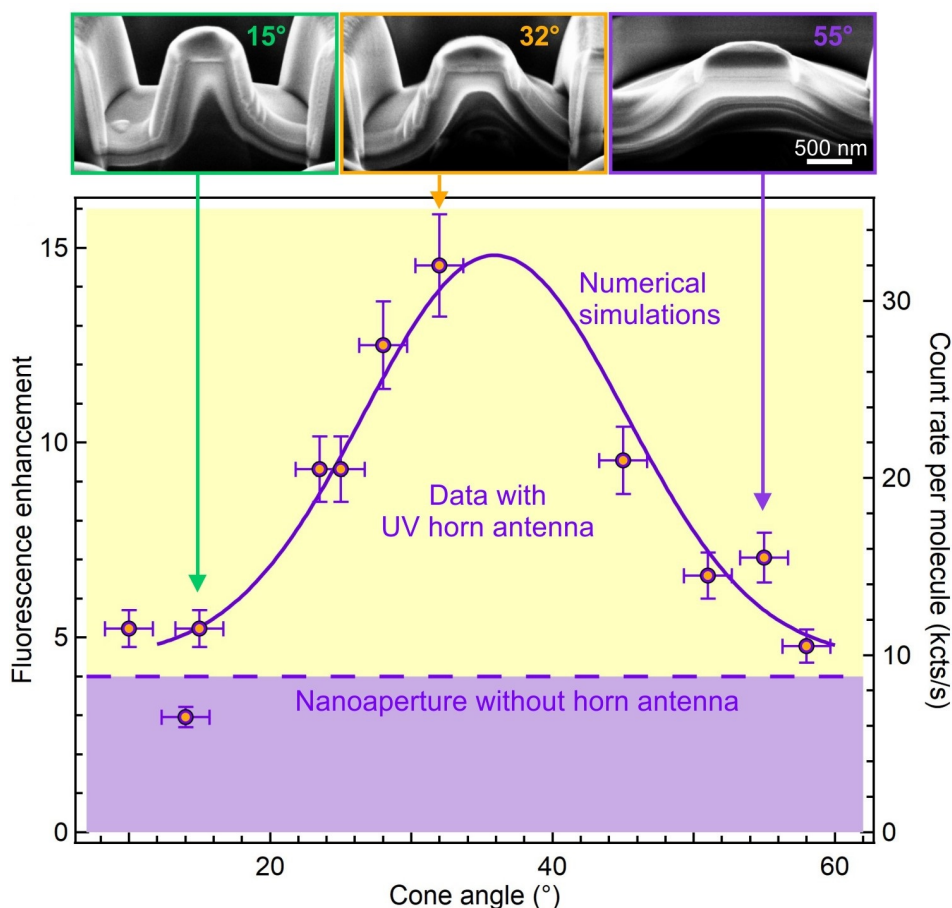 15°
32°
55°
500 nm
Fluorescence enhancement
15
10
5
0
Numerical
simulations
Data with
UV horn antenna
Nanoaperture without horn antenna
30
20
10
0
Count rate per molecule (kcts/s)
20
40
60
Cone angle (°)